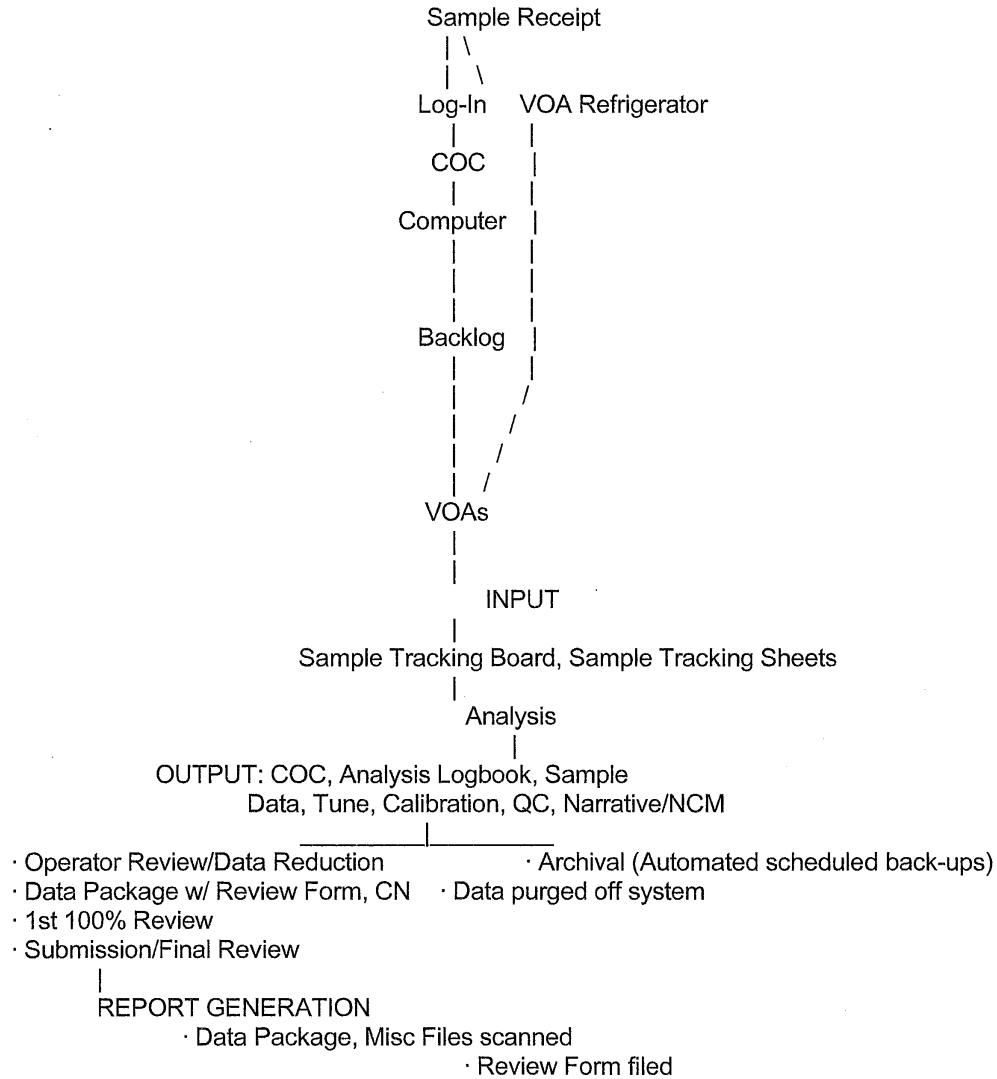 Sample Receipt
Log-In VOA Refrigerator
COC
Computer
Backlog
VOAs
INPUT
Sample Tracking Board, Sample Tracking Sheets
Analysis
OUTPUT: COC, Analysis Logbook, Sample
Data, Tune, Calibration, QC, Narrative/NCM
· Operator Review/Data Reduction · Archival (Automated scheduled back-ups)
· Data Package w/ Review Form, CN · Data purged off system
· 1st 100% Review
· Submission/Final Review
REPORT GENERATION
· Data Package, Misc Files scanned
· Review Form filed